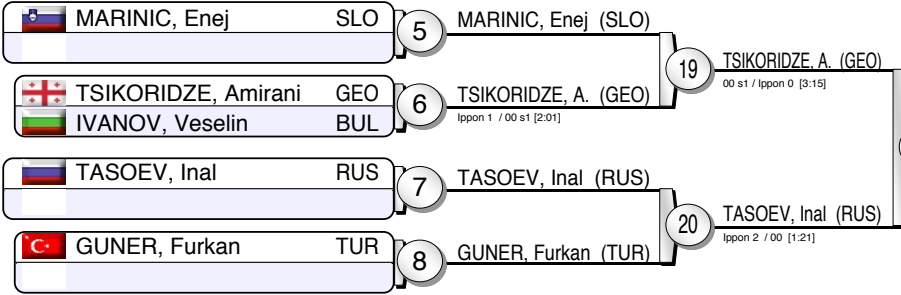 MARINIC, Enej SLO
5
MARINIC, Enej (SLO)
TSIKORIDZE, Amirani GEO
IVANOV, Veselin BUL
6
TSIKORIDZE, A. (GEO)
Ippon 1 / 00 s1 [2:01]
19
TSIKORIDZE, A. (GEO)
00 s1 / Ippon 0 [3:15]
TASOEV, Inal RUS
7
TASOEV, Inal (RUS)
GUNER, Furkan TUR
8
GUNER, Furkan (TUR)
20
TASOEV, Inal (RUS)
Ippon 2 / 00 [1:21]